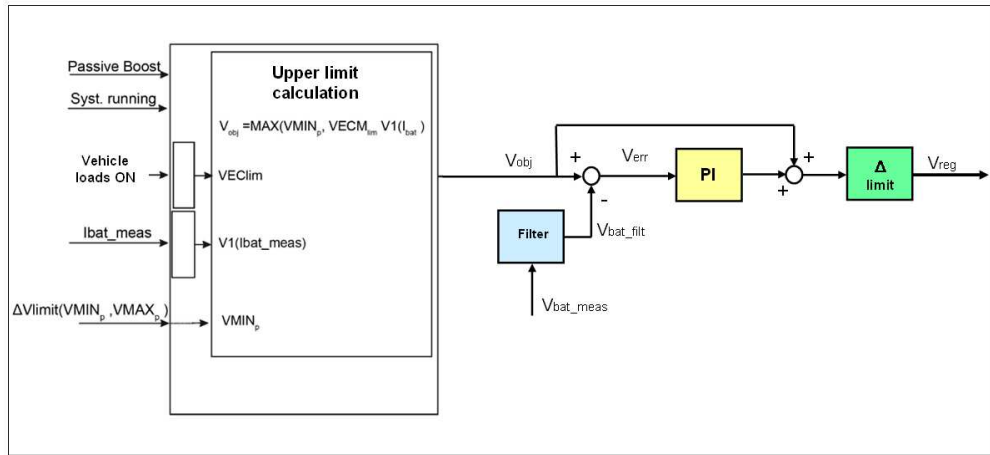 Passive Boost
Syst. running
Vehicle
loads ON
Ibat_meas
ΔVlimit(VMINp ,VMAXp)
Upper limit
calculation
Vobj =MAX(VMINp, VECMlim V1(Ibat )
VEClim
V1(Ibat_meas)
VMINp
Vobj
+
-
Verr
PI
+
+
Δ
limit
Vreg
Filter
Vbat_filt
Vbat_meas